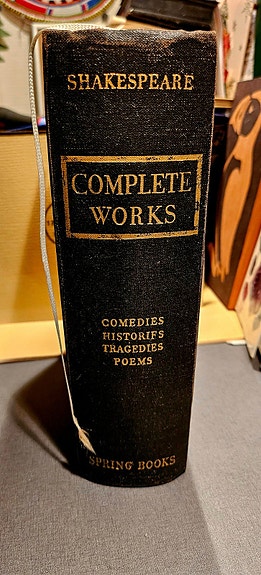 SHAKESPEARE
COMPLETE
WORKS
COMEDIES
HISTORIES
TRAGEDIES
POEMS
SPRING BOOKS